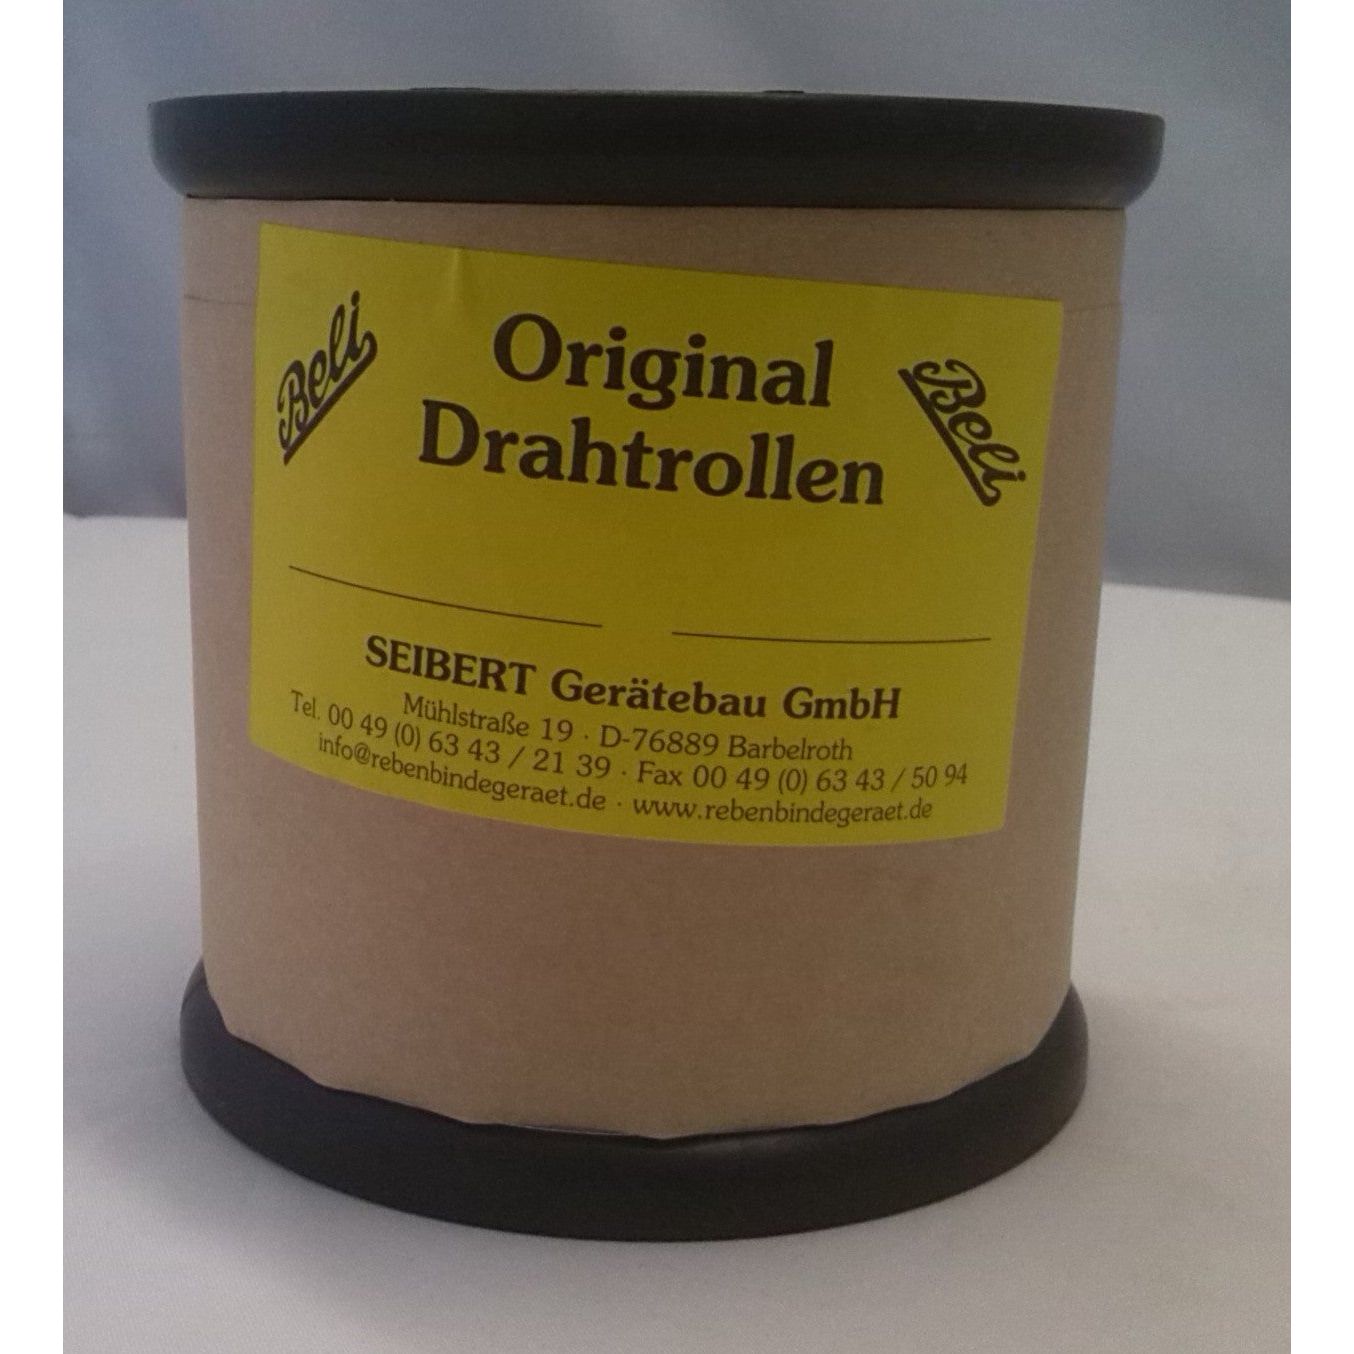 Beli
Original
Drahtrollen
Beli
SEIBERT Gerätebau GmbH
Mühlstraße 19 · D-76889 Barbelroth
Tel. 00 49 (0) 63 43 / 21 39 · Fax 00 49 (0) 63 43 / 50 94
info@rebenbindegeraet.de · www.rebenbindegeraet.de